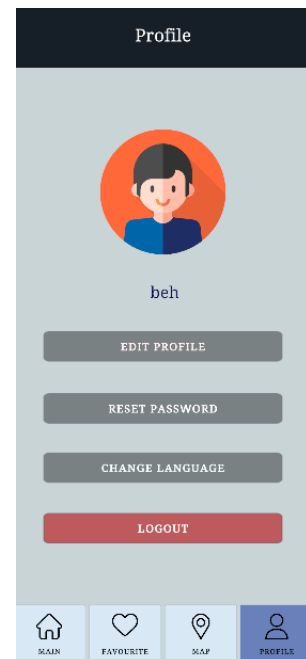 Profile
beh
EDIT PROFILE
RESET PASSWORD
CHANGE LANGUAGE
LOGOUT
MAIN
FAVOURITE
MAP
PROFILE